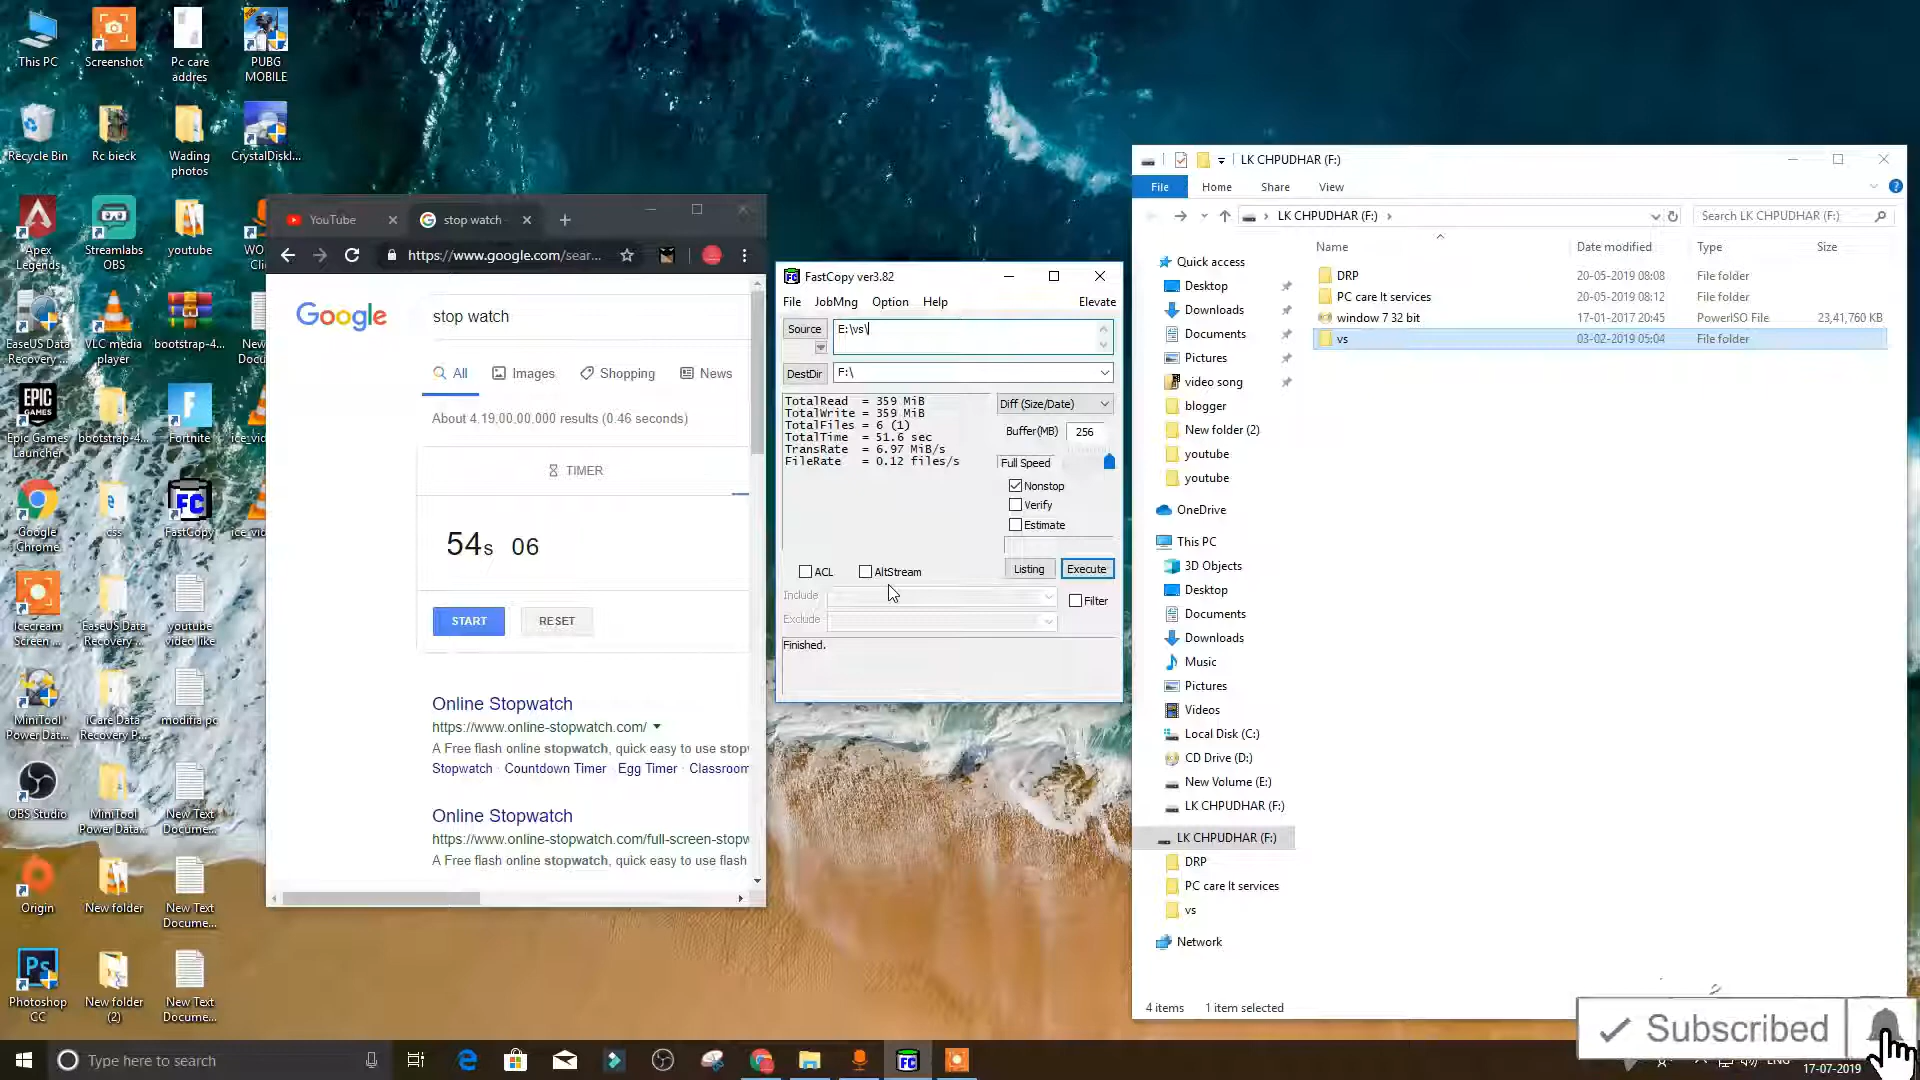 This PC
Screenshot
Pc care
addres
PUBG
MOBILE
Recycle Bin
Rc bieck
Wading
photos
CrystalDiskI...
Apex
Legends
Streamlabs
OBS
youtube
EaseUS Data
Recovery ...
VLC media
player
bootstrap-4...
Epic Games
Launcher
bootstrap-4...
Fortnite
Google
Chrome
css
FastCopy
Icecream
Screen ...
EaseUS Data
Recovery ...
youtube
video like
MiniTool
Power Dat...
iCare Data
Recovery P...
modifia pc
OBS Studio
MiniTool
Power Data...
New Text
Docume...
Origin
New folder
New Text
Docume...
Photoshop
CC
New folder
(2)
New Text
Docume...
YouTube
stop watch
https://www.google.com/sear...
Google
stop watch
All
Images
Shopping
News
About 4,19,00,00,000 results (0.46 seconds)
TIMER
54s 06
START
RESET
Online Stopwatch
https://www.online-stopwatch.com/
A Free flash online stopwatch, quick easy to use stop
Stopwatch · Countdown Timer · Egg Timer · Classroom
Online Stopwatch
https://www.online-stopwatch.com/full-screen-stopw
A Free flash online stopwatch, quick easy to use flash
FC FastCopy ver3.82
File JobMng Option Help Elevate
Source E:\vs\
DestDir F:\
TotalRead = 359 MiB
TotalWrite = 359 MiB
TotalFiles = 6 (1)
TotalTime = 51.6 sec
TransRate = 6.97 MiB/s
FileRate = 0.12 files/s
Diff (Size/Date)
Buffer(MB) 256
Full Speed
Nonstop
Verify
Estimate
Listing Execute
ACL AltStream
Include
Filter
Exclude
Finished.
LK CHPUDHAR (F:)
File Home Share View
LK CHPUDHAR (F:)
Search LK CHPUDHAR (F:)
Name Date modified Type Size
DRP 20-05-2019 08:08 File folder
PC care It services 20-05-2019 08:12 File folder
window 7 32 bit 17-01-2017 20:45 PowerISO File 23,41,760 KB
vs 03-02-2019 05:04 File folder
Quick access
Desktop
Downloads
Documents
Pictures
video song
blogger
New folder (2)
youtube
youtube
OneDrive
This PC
3D Objects
Desktop
Documents
Downloads
Music
Pictures
Videos
Local Disk (C:)
CD Drive (D:)
New Volume (E:)
LK CHPUDHAR (F:)
LK CHPUDHAR (F:)
DRP
PC care It services
vs
Network
4 items 1 item selected
Subscribed
Type here to search
17-07-2019